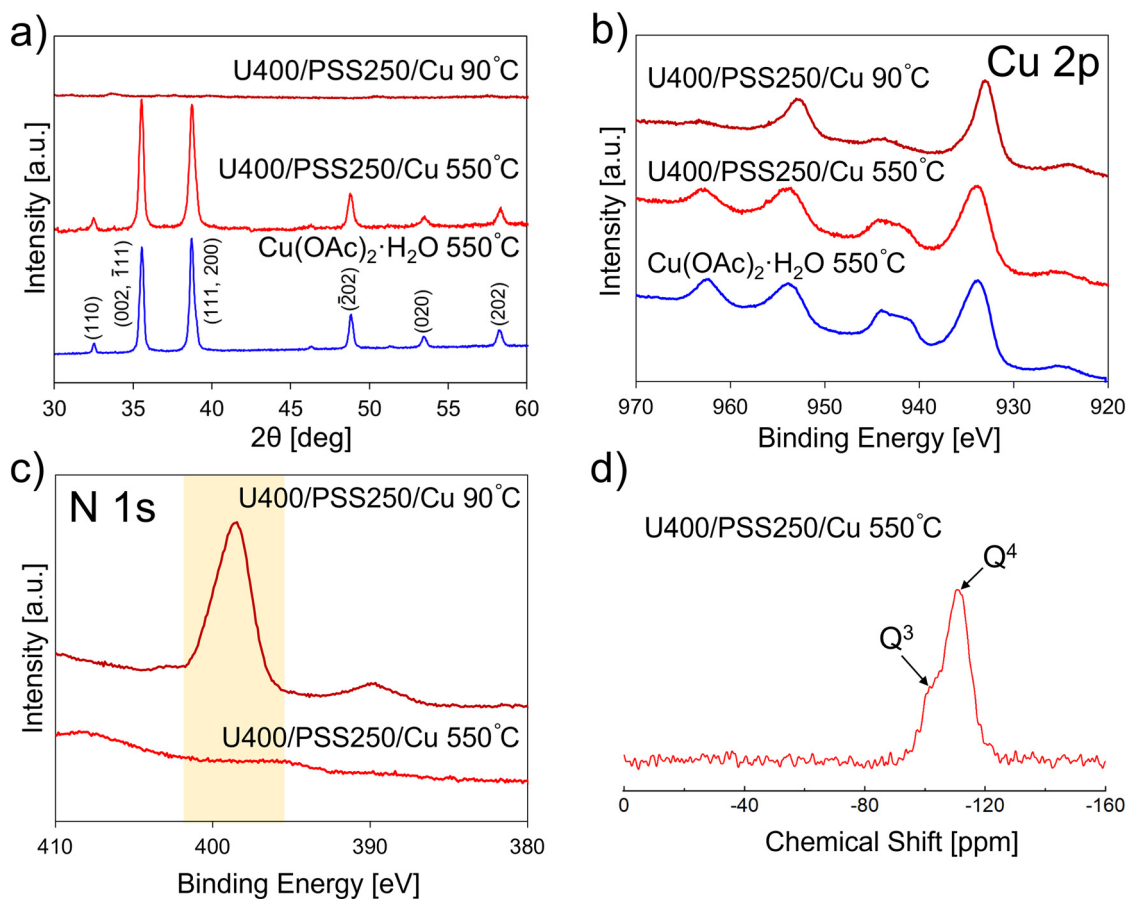 a)
U400/PSS250/Cu 90°C
U400/PSS250/Cu 550°C
Cu(OAc)₂·H₂O 550°C
(110)
(002, 1̅11)
(111, 200)
(2̅02)
(020)
(202)
Intensity [a.u.]
30 35 40 45 50 55 60
2θ [deg]
b)
Cu 2p
U400/PSS250/Cu 90°C
U400/PSS250/Cu 550°C
Cu(OAc)₂·H₂O 550°C
Intensity [a.u.]
970 960 950 940 930 920
Binding Energy [eV]
c)
N 1s
U400/PSS250/Cu 90°C
U400/PSS250/Cu 550°C
Intensity [a.u.]
410 400 390 380
Binding Energy [eV]
d)
U400/PSS250/Cu 550°C
Q⁴
Q³
0 -40 -80 -120 -160
Chemical Shift [ppm]